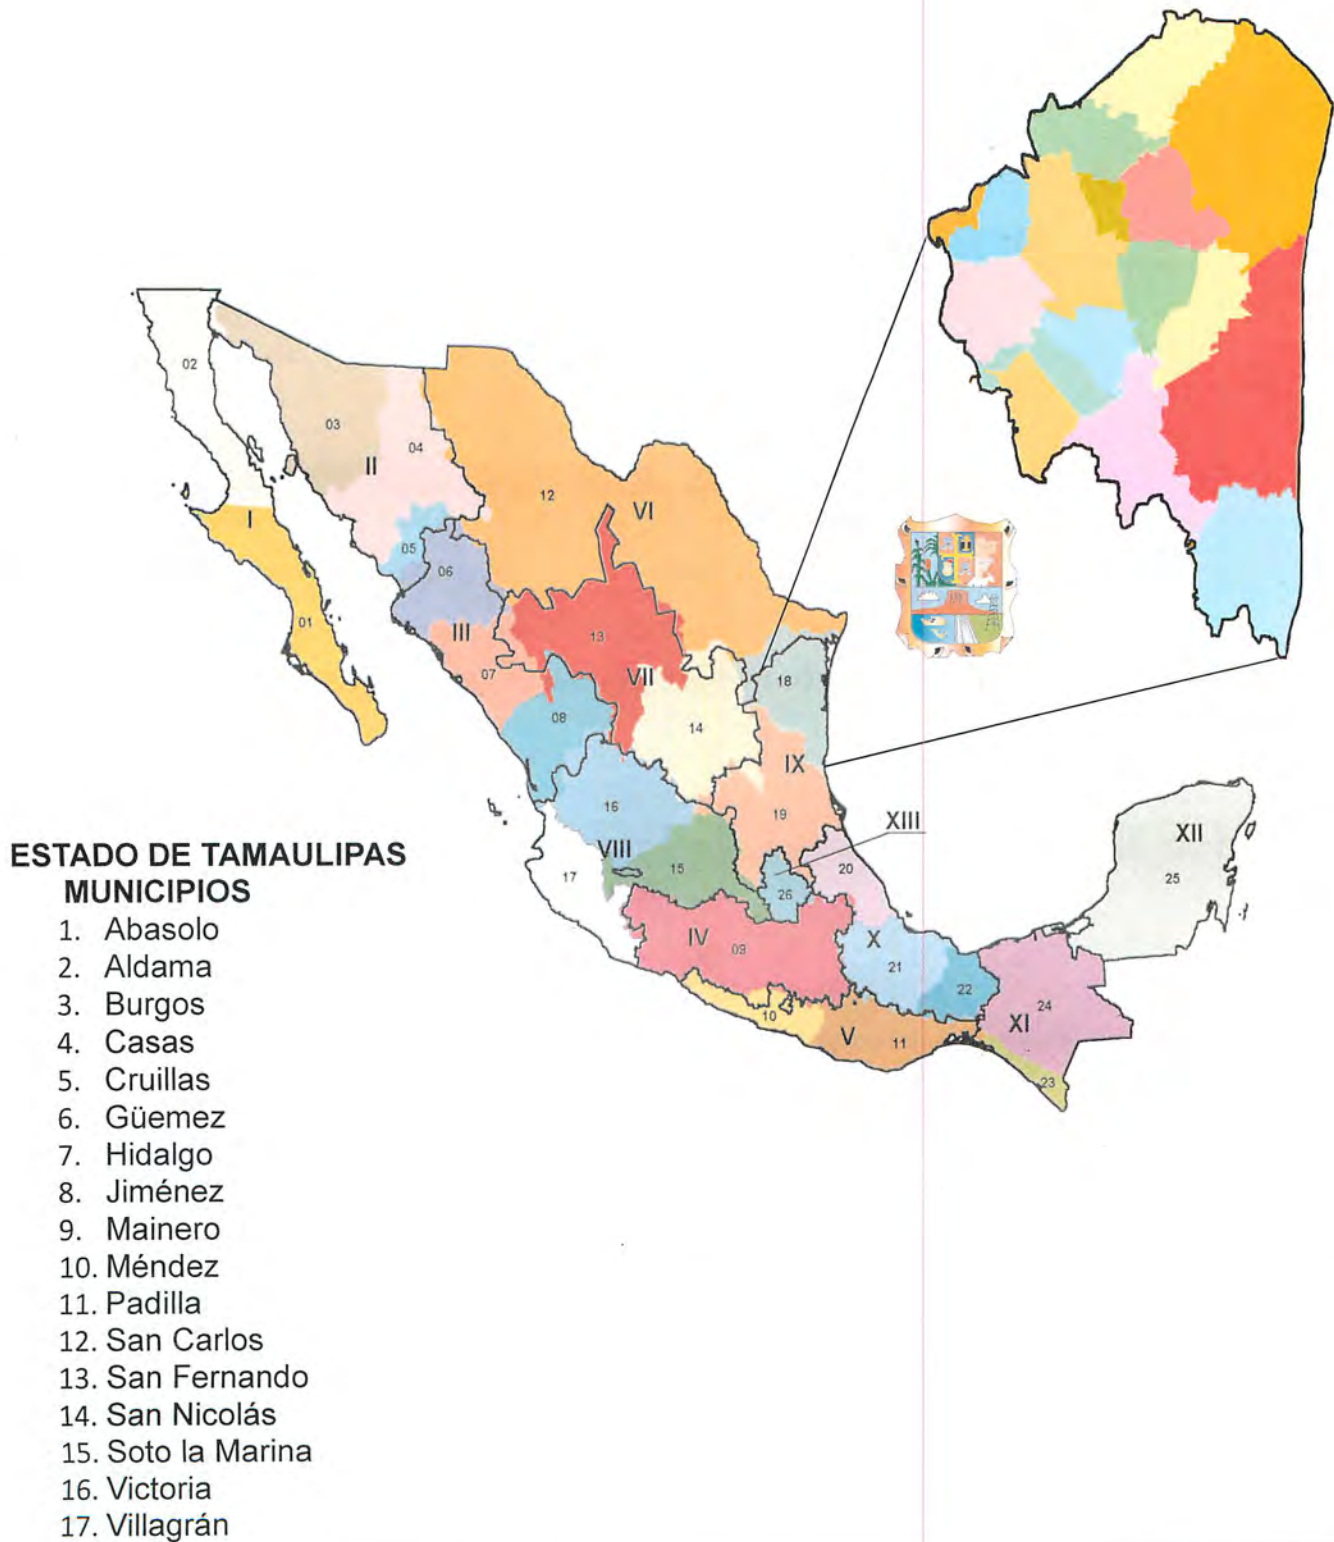 02
03
04
II
12
VI
I
05
06
01
III
13
07
VII
18
08
14
IX
16
19
XIII
XII
ESTADO DE TAMAULIPAS
MUNICIPIOS
VIII
15
20
17
26
25
IV
09
X
21
22
10
V
11
24
XI
23
1. Abasolo
2. Aldama
3. Burgos
4. Casas
5. Cruillas
6. Güemez
7. Hidalgo
8. Jiménez
9. Mainero
10. Méndez
11. Padilla
12. San Carlos
13. San Fernando
14. San Nicolás
15. Soto la Marina
16. Victoria
17. Villagrán